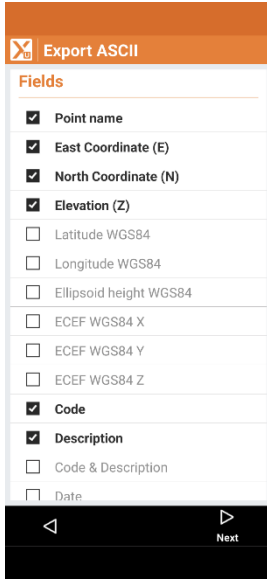 Export ASCII
Fields
Point name
East Coordinate (E)
North Coordinate (N)
Elevation (Z)
Latitude WGS84
Longitude WGS84
Ellipsoid height WGS84
ECEF WGS84 X
ECEF WGS84 Y
ECEF WGS84 Z
Code
Description
Code & Description
Date
Next